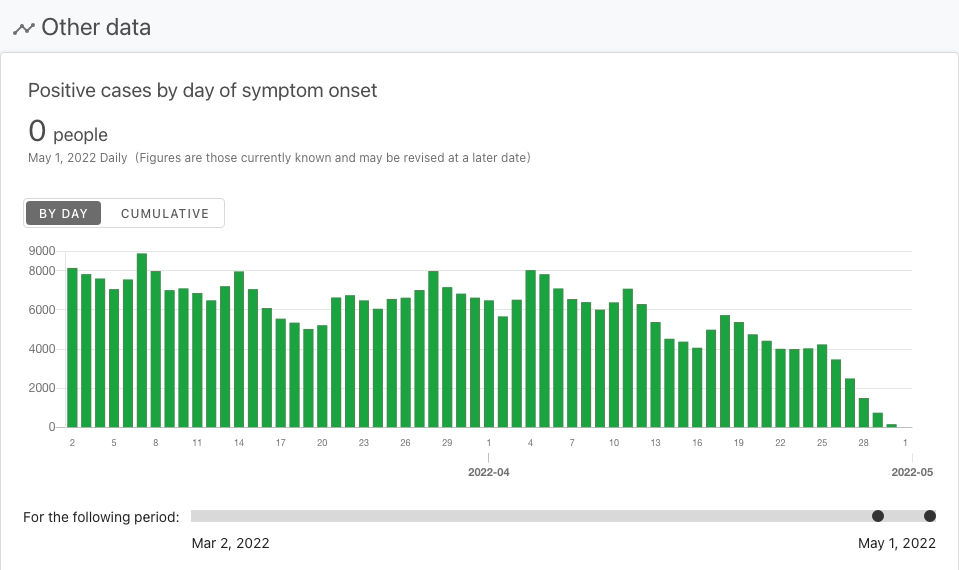 Other data
Positive cases by day of symptom onset
0 people
May 1, 2022 Daily (Figures are those currently known and may be revised at a later date)
BY DAY CUMULATIVE
9000
8000
6000
4000
2000
0
2 5 8 11 14 17 20 23 26 29 1 4 7 10 13 16 19 22 25 28 1
2022-04 2022-05
For the following period:
Mar 2, 2022 May 1, 2022